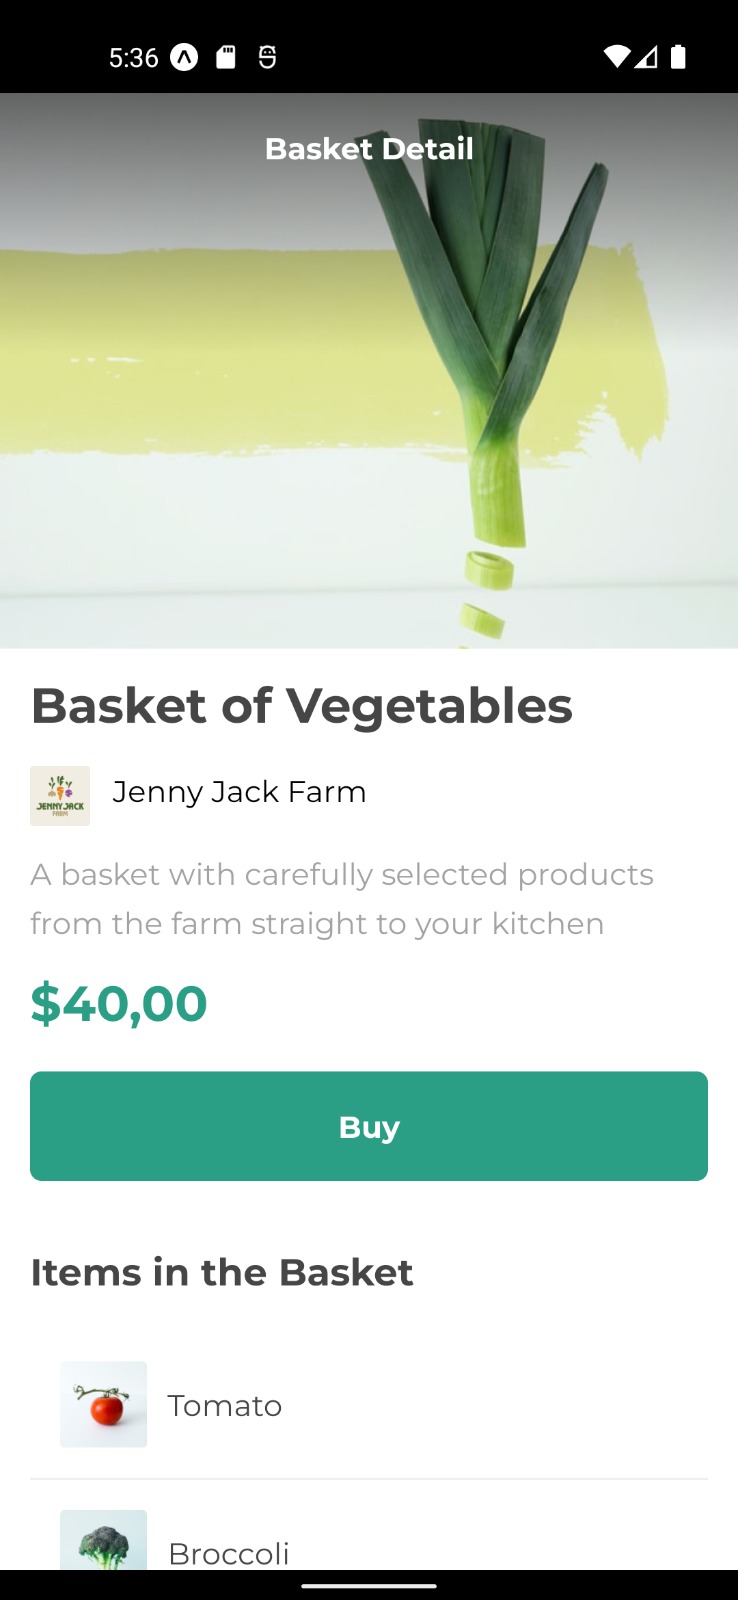 5:36
Basket Detail
Basket of Vegetables
JENNY JACK
FARM
Jenny Jack Farm
A basket with carefully selected products
from the farm straight to your kitchen
$40,00
Buy
Items in the Basket
Tomato
Broccoli